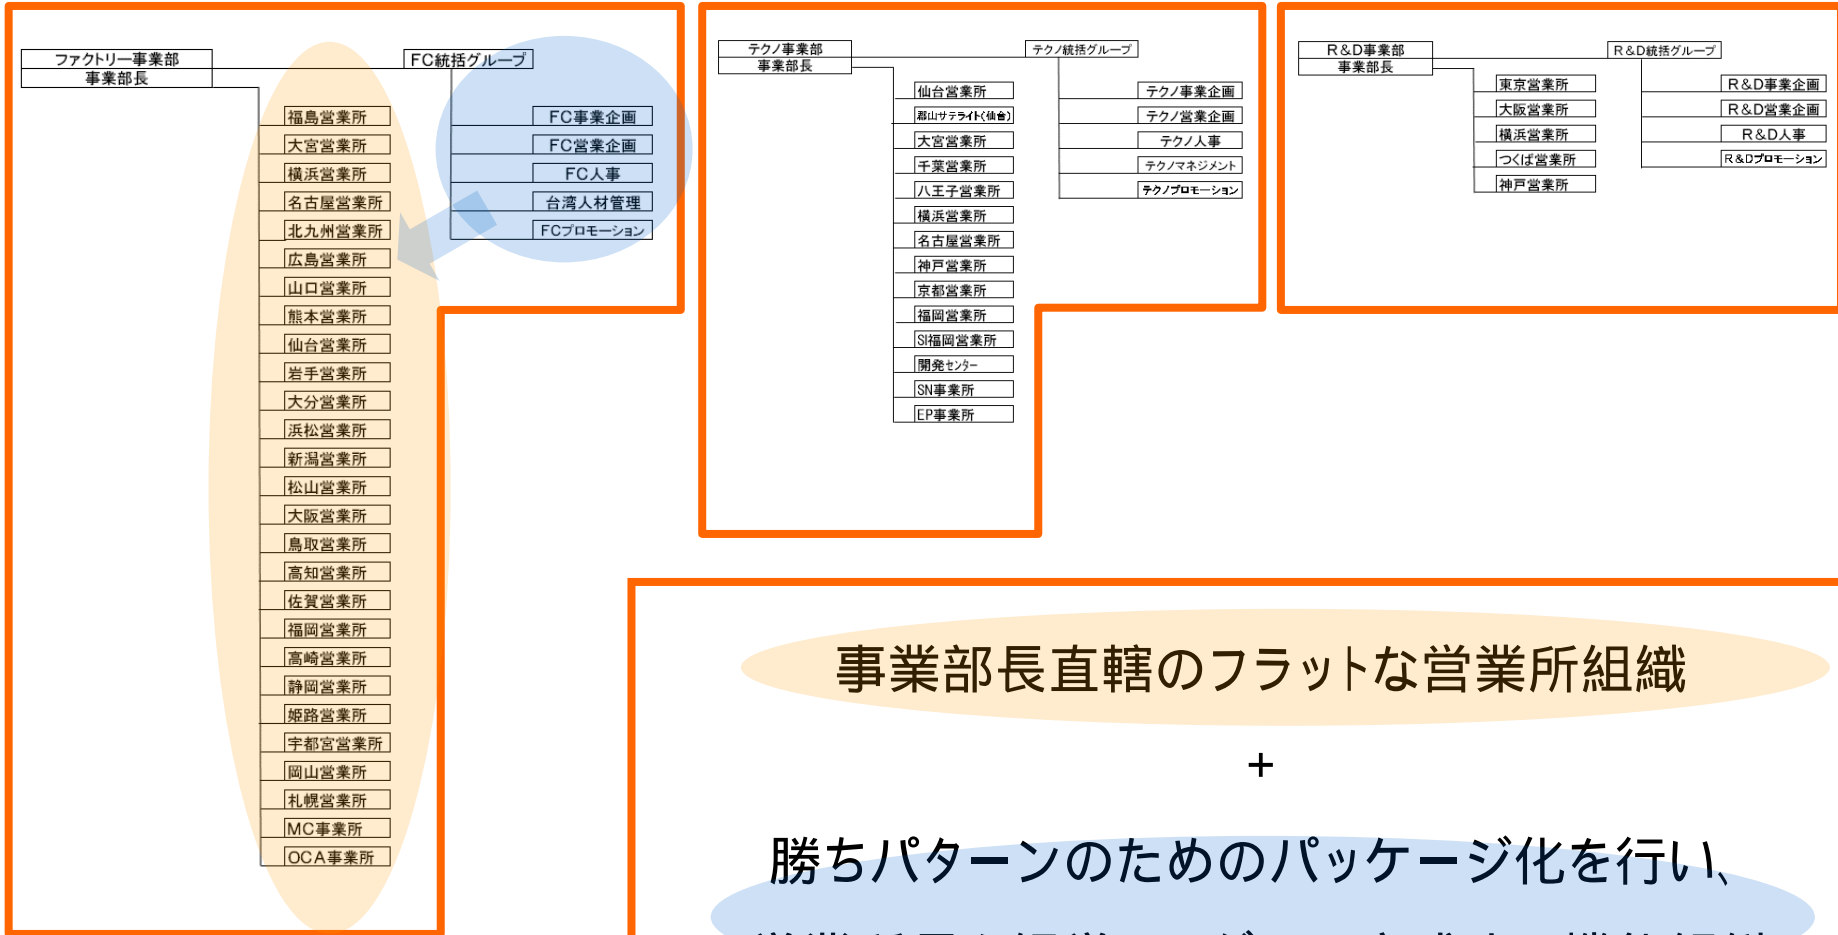 ファクトリー事業部
事業部長
FC統括グループ
福島営業所
大宮営業所
横浜営業所
名古屋営業所
北九州営業所
広島営業所
山口営業所
熊本営業所
仙台営業所
岩手営業所
大分営業所
浜松営業所
新潟営業所
松山営業所
大阪営業所
鳥取営業所
高知営業所
佐賀営業所
福岡営業所
高崎営業所
静岡営業所
姫路営業所
宇都宮営業所
岡山営業所
札幌営業所
MC事業所
OCA事業所
FC事業企画
FC営業企画
FC人事
台湾人材管理
FCプロモーション
テクノ事業部
事業部長
テクノ統括グループ
仙台営業所
郡山サテライト(仙台)
大宮営業所
千葉営業所
八王子営業所
横浜営業所
名古屋営業所
神戸営業所
京都営業所
福岡営業所
SI福岡営業所
開発センター
SN事業所
EP事業所
テクノ事業企画
テクノ営業企画
テクノ人事
テクノマネジメント
テクノプロモーション
R&D事業部
事業部長
R&D統括グループ
東京営業所
大阪営業所
横浜営業所
つくば営業所
神戸営業所
R&D事業企画
R&D営業企画
R&D人事
R&Dプロモーション
事業部長直轄のフラットな営業所組織
+
勝ちパターンのためのパッケージ化を行い、